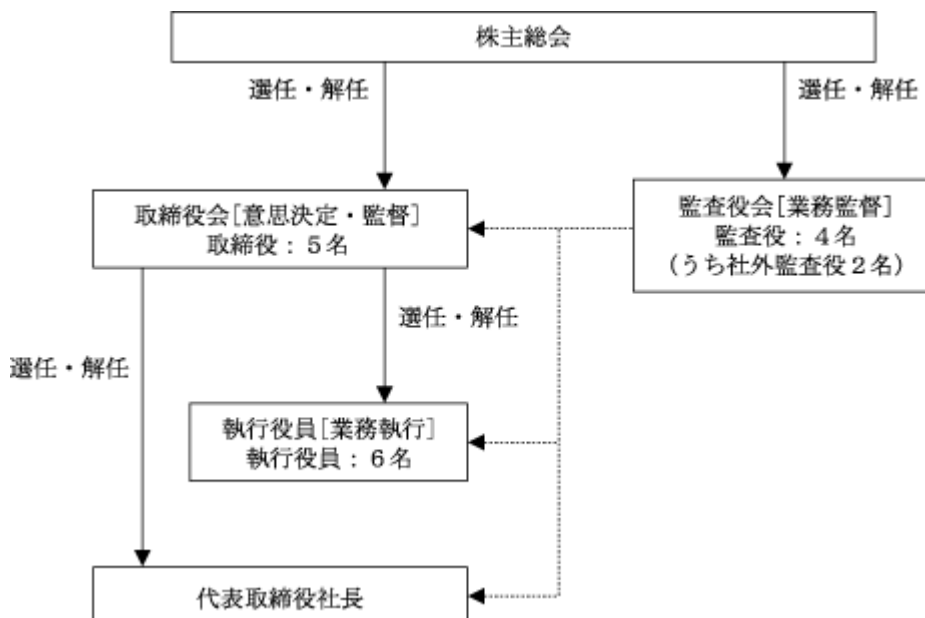 株主総会
選任・解任
選任・解任
取締役会[意思決定・監督]
取締役：５名
監査役会[業務監督]
監査役：４名
(うち社外監査役２名)
選任・解任
選任・解任
執行役員[業務執行]
執行役員：６名
代表取締役社長